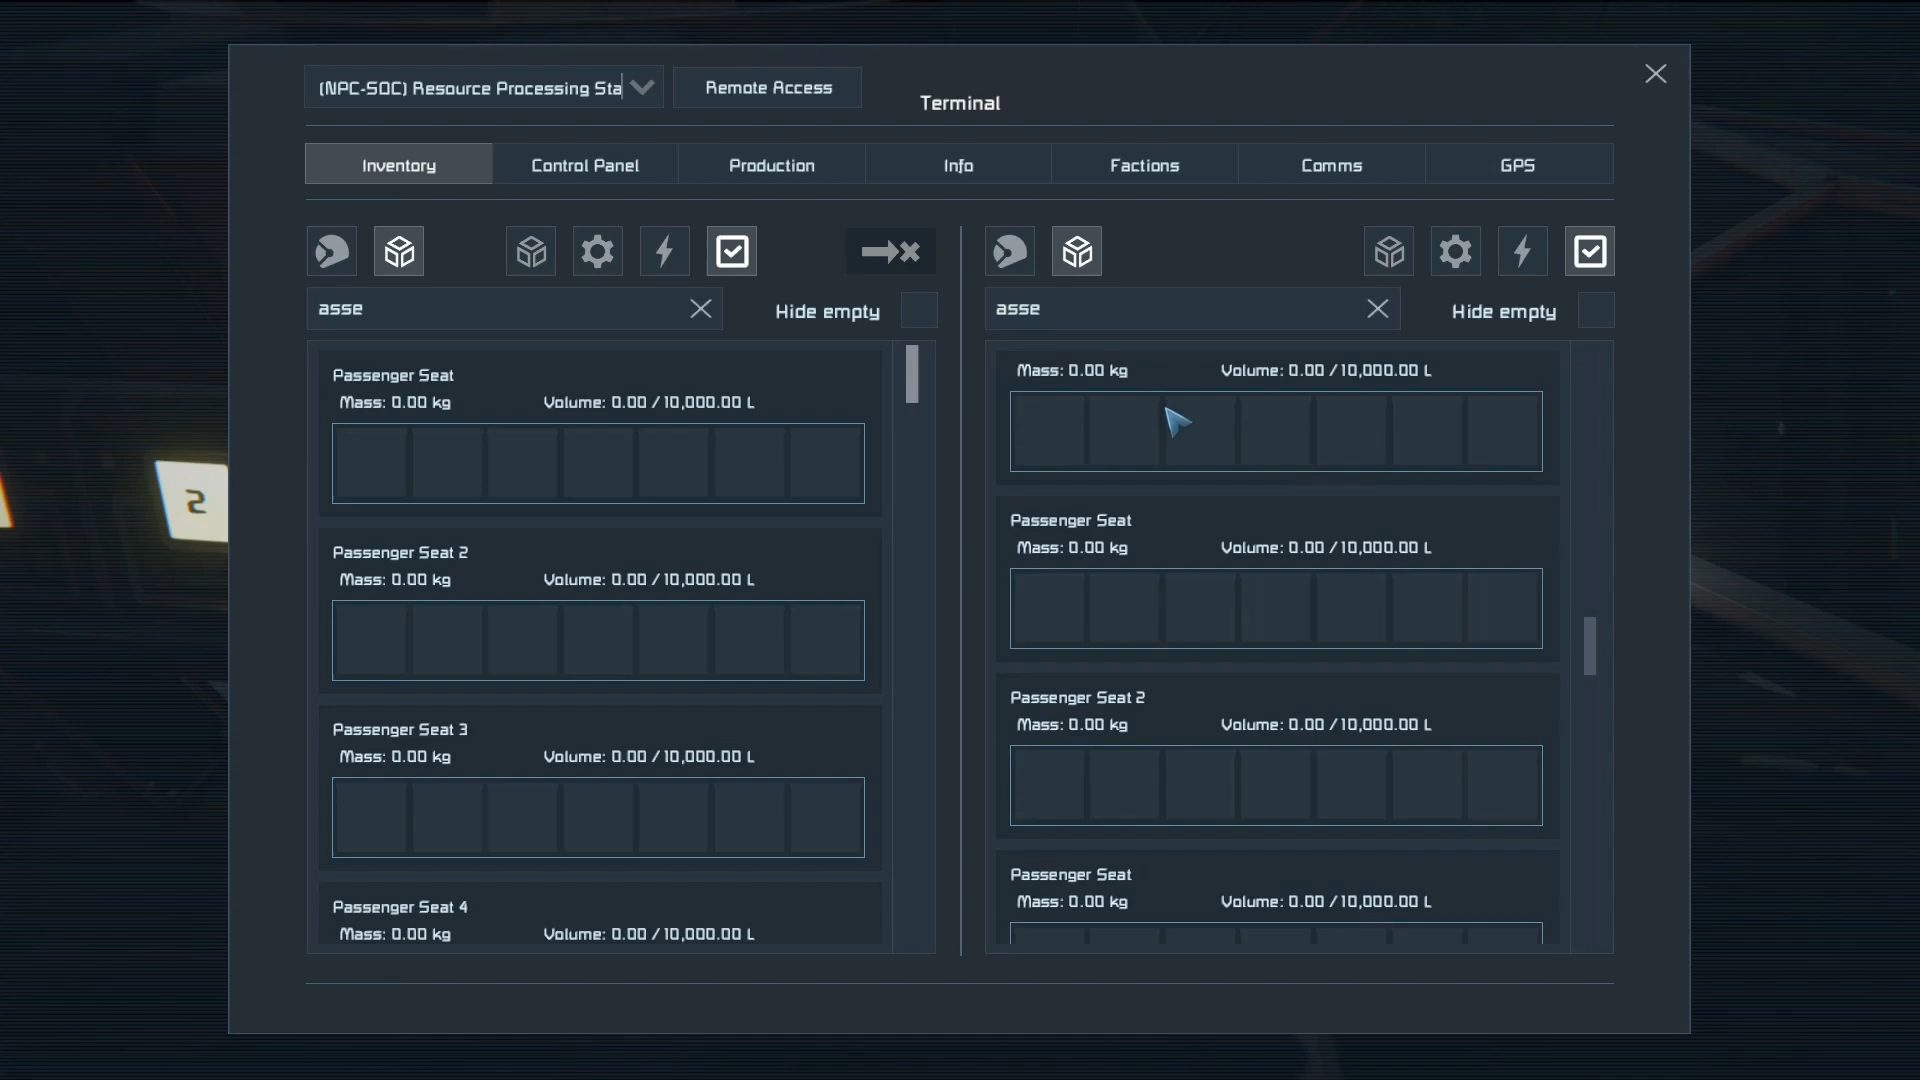 (NPC-SOC) Resource Processing Sta
Remote Access
Terminal
Inventory
Control Panel
Production
Info
Factions
Comms
GPS
asse
Hide empty
asse
Hide empty
Passenger Seat
Mass: 0.00 kg Volume: 0.00 / 10,000.00 L
Passenger Seat 2
Mass: 0.00 kg Volume: 0.00 / 10,000.00 L
Passenger Seat 3
Mass: 0.00 kg Volume: 0.00 / 10,000.00 L
Passenger Seat 4
Mass: 0.00 kg Volume: 0.00 / 10,000.00 L
Mass: 0.00 kg Volume: 0.00 / 10,000.00 L
Passenger Seat
Mass: 0.00 kg Volume: 0.00 / 10,000.00 L
Passenger Seat 2
Mass: 0.00 kg Volume: 0.00 / 10,000.00 L
Passenger Seat
Mass: 0.00 kg Volume: 0.00 / 10,000.00 L
2